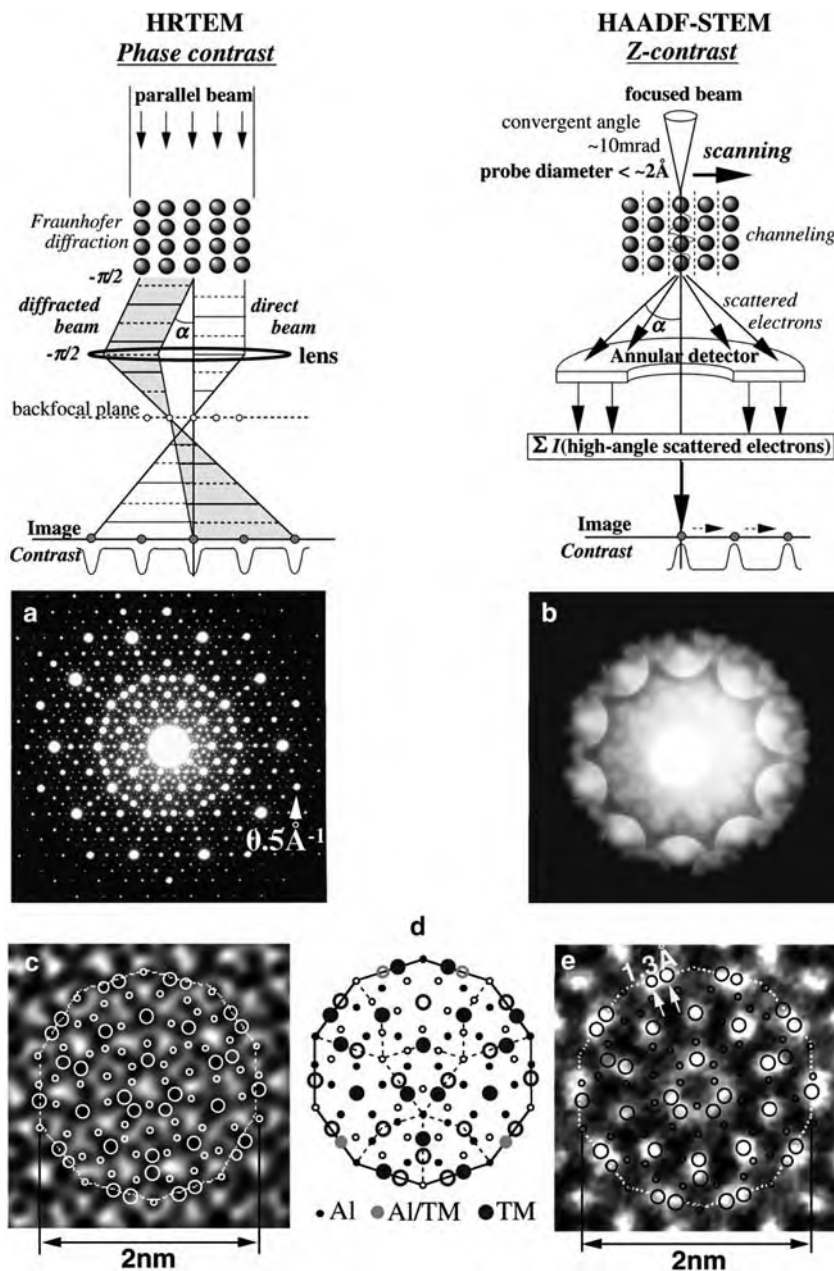 HRTEM
Phase contrast
parallel beam
Fraunhofer
diffraction
-π/2
diffracted
beam
α
direct
beam
-π/2
lens
backfocal plane
Image
Contrast
HAADF-STEM
Z-contrast
focused beam
convergent angle
~10mrad
probe diameter < ~2Å
scanning
channeling
scattered
electrons
α
Annular detector
Σ I(high-angle scattered electrons)
Image
Contrast
a
0.5Å⁻¹
b
c
2nm
d
• Al ● Al/TM ● TM
e
1.3Å
2nm